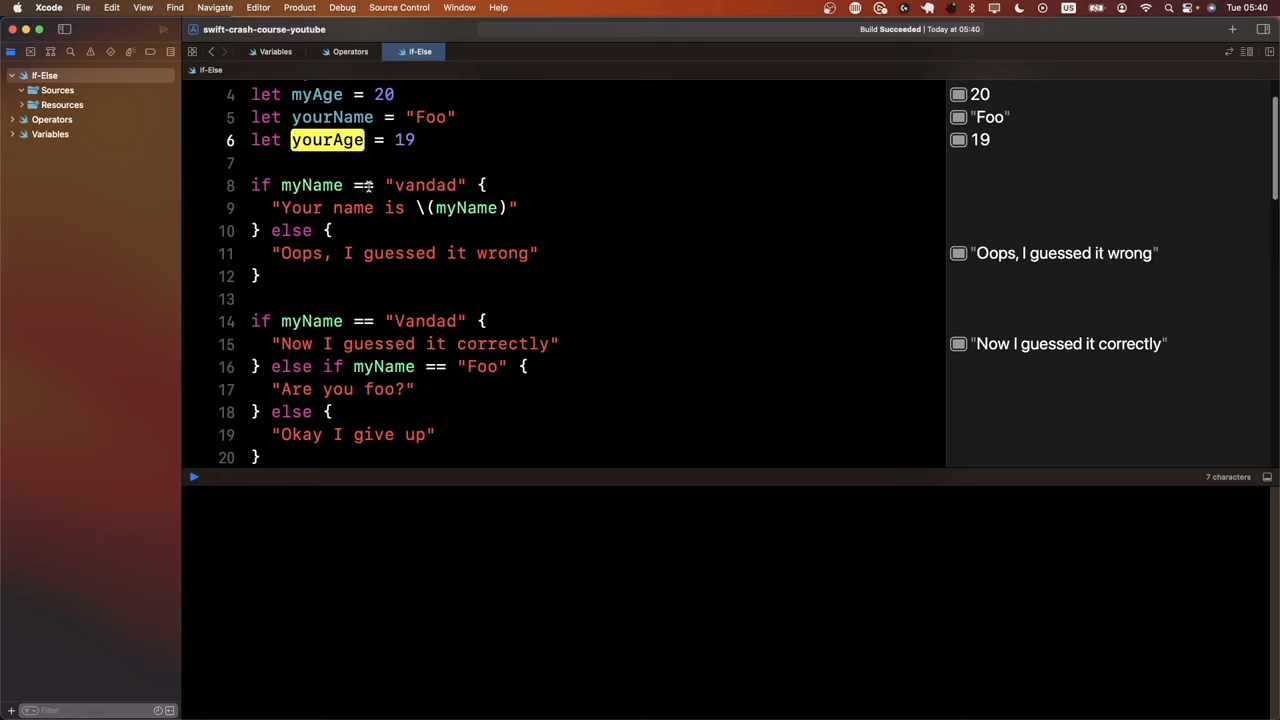 Xcode File Edit View Find Navigate Editor Product Debug Source Control Window Help US Tue 05:40
swift-crash-course-youtube Build Succeeded | Today at 05:40
Variables Operators If-Else
If-Else
If-Else
Sources
Resources
Operators
Variables
4 let myAge = 20
5 let yourName = "Foo"
6 let yourAge = 19
7
8 if myName == "vandad" {
9 "Your name is \(myName)"
10 } else {
11 "Oops, I guessed it wrong"
12 }
13
14 if myName == "Vandad" {
15 "Now I guessed it correctly"
16 } else if myName == "Foo" {
17 "Are you foo?"
18 } else {
19 "Okay I give up"
20 }
20
"Foo"
19
"Oops, I guessed it wrong"
"Now I guessed it correctly"
7 characters
Filter